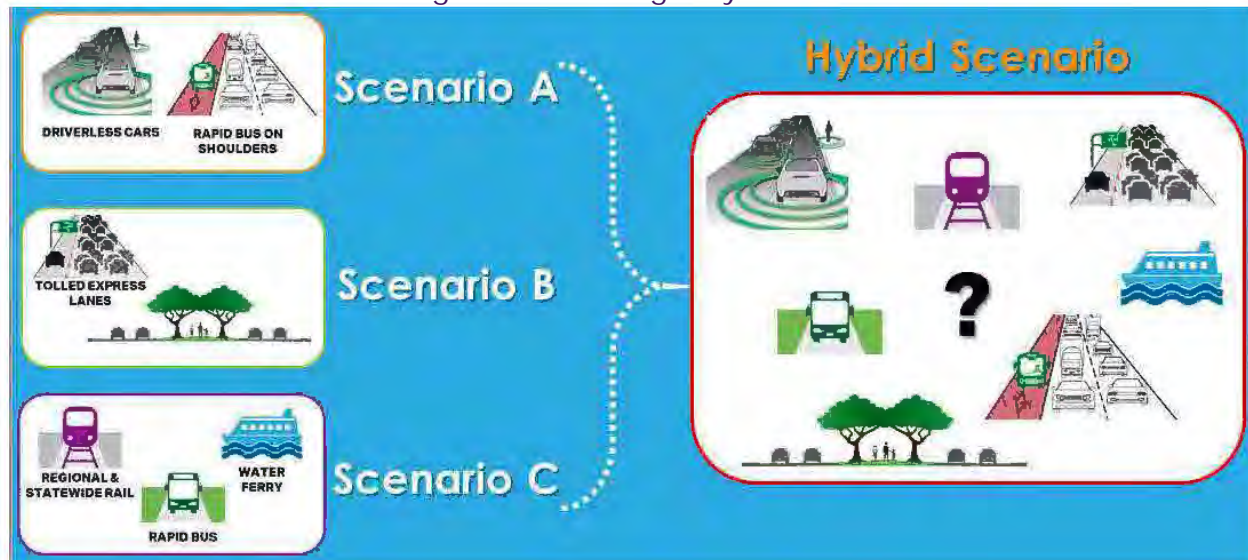 DRIVERLESS CARS
RAPID BUS ON
SHOULDERS
Scenario A
TOLLED EXPRESS
LANES
Scenario B
REGIONAL &
STATEWIDE RAIL
WATER
FERRY
RAPID BUS
Scenario C
Hybrid Scenario
?